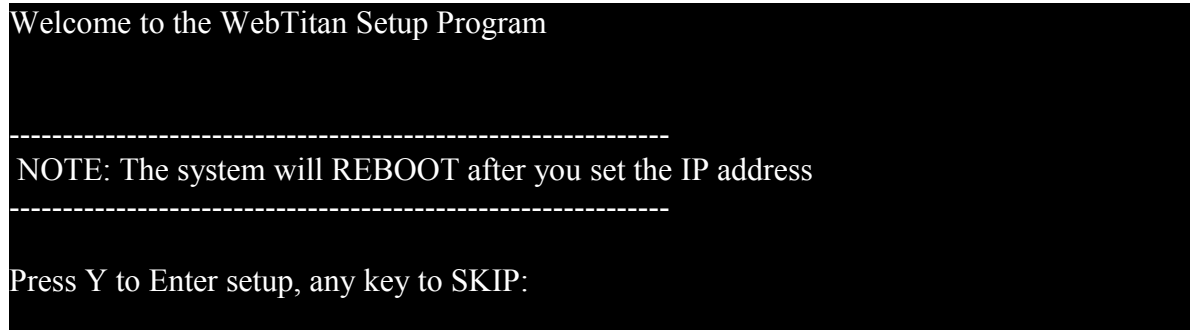 Welcome to the WebTitan Setup Program
--------------------------------------------------------------
NOTE: The system will REBOOT after you set the IP address
--------------------------------------------------------------
Press Y to Enter setup, any key to SKIP: